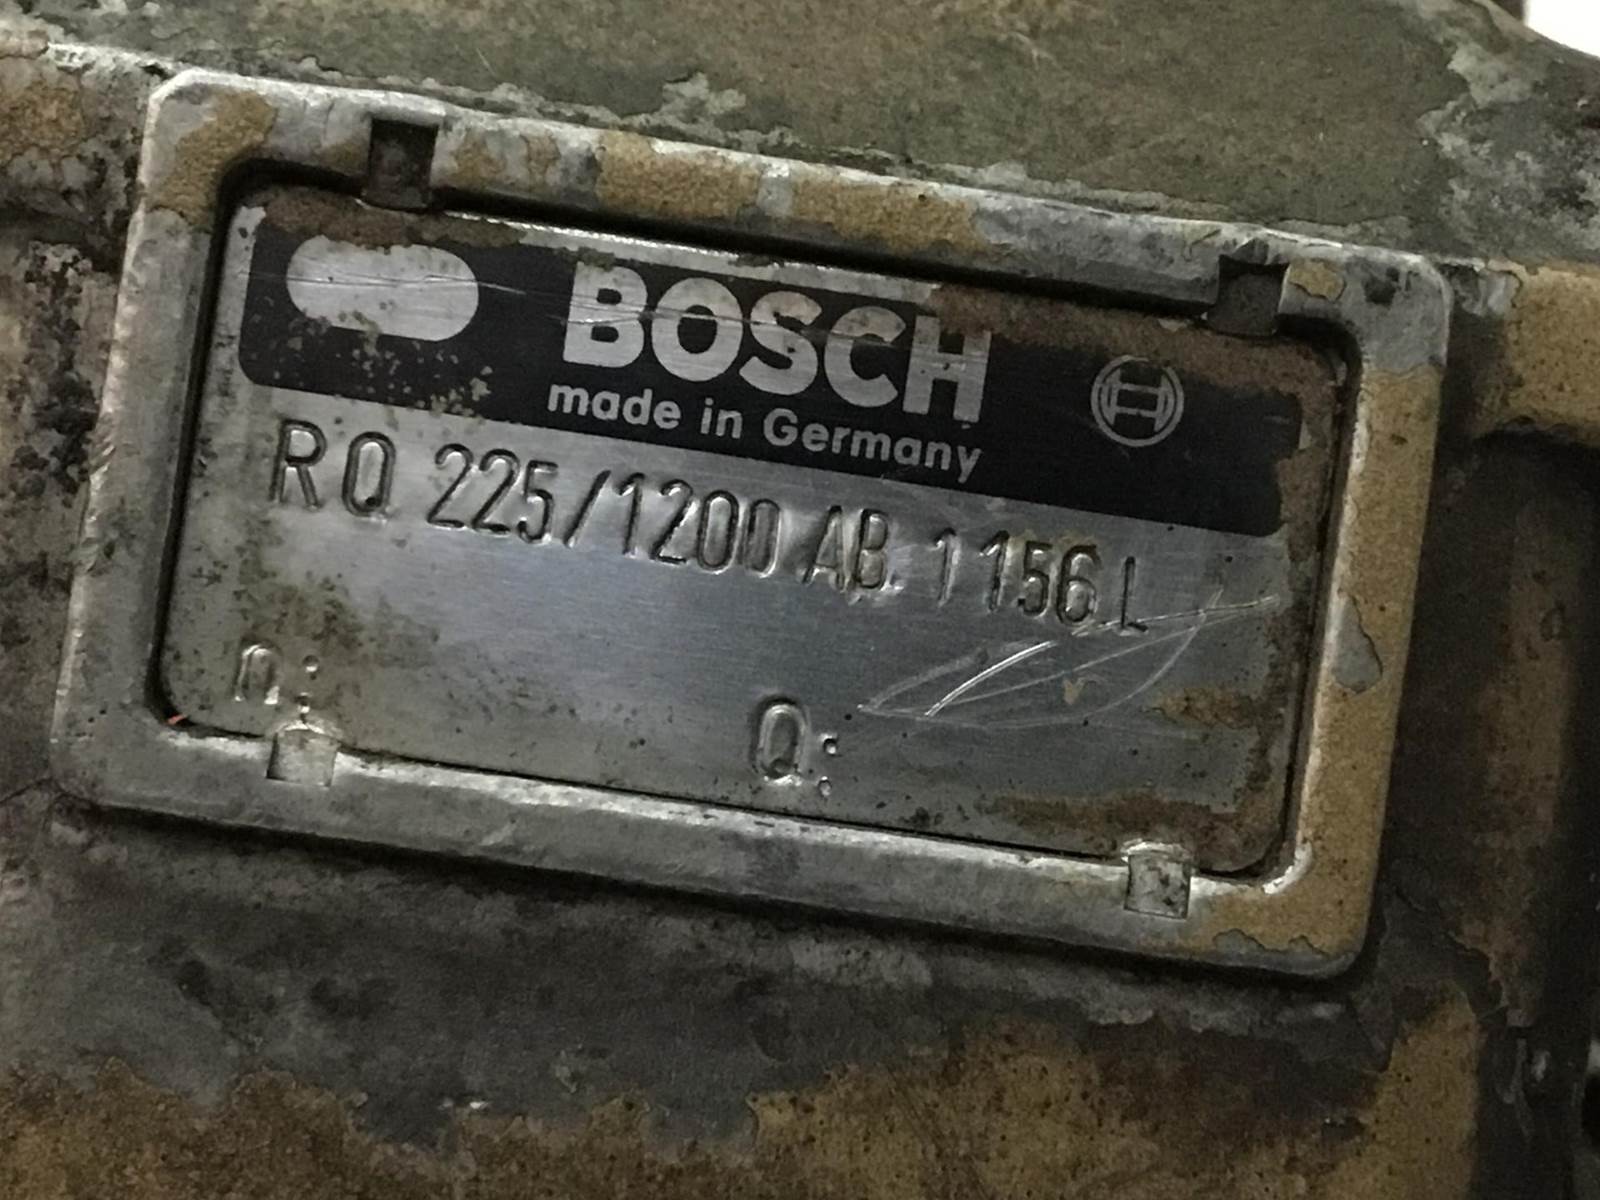 BOSCH
made in Germany
RQ 225/1200 AB 1156 L
n:
Q: